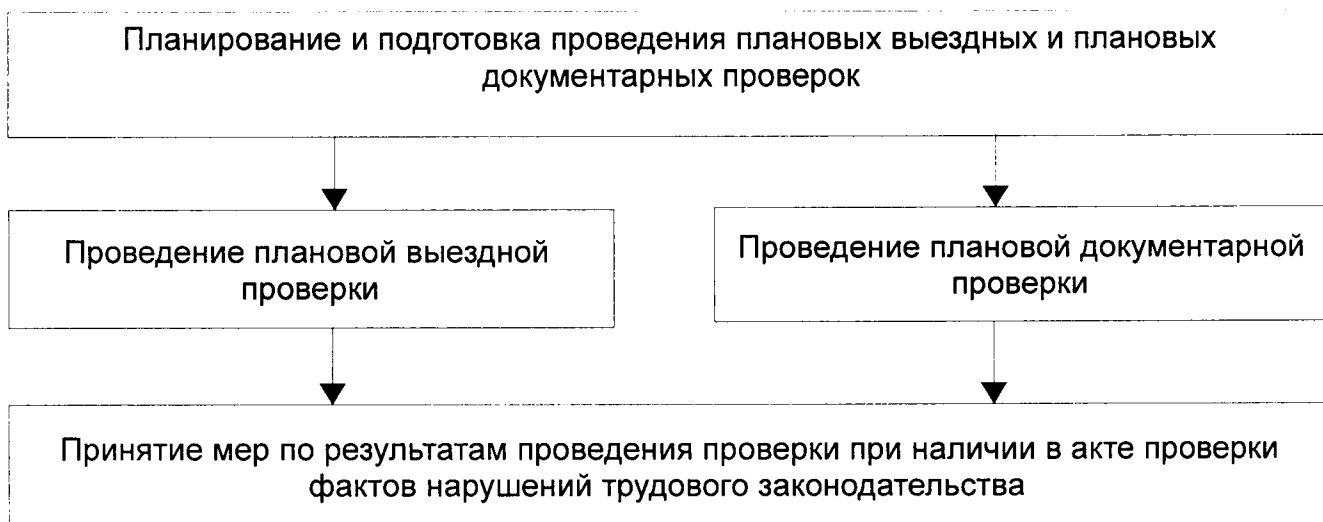 Планирование и подготовка проведения плановых выездных и плановых
документарных проверок
Проведение плановой выездной
проверки
Проведение плановой документарной
проверки
Принятие мер по результатам проведения проверки при наличии в акте проверки
фактов нарушений трудового законодательства